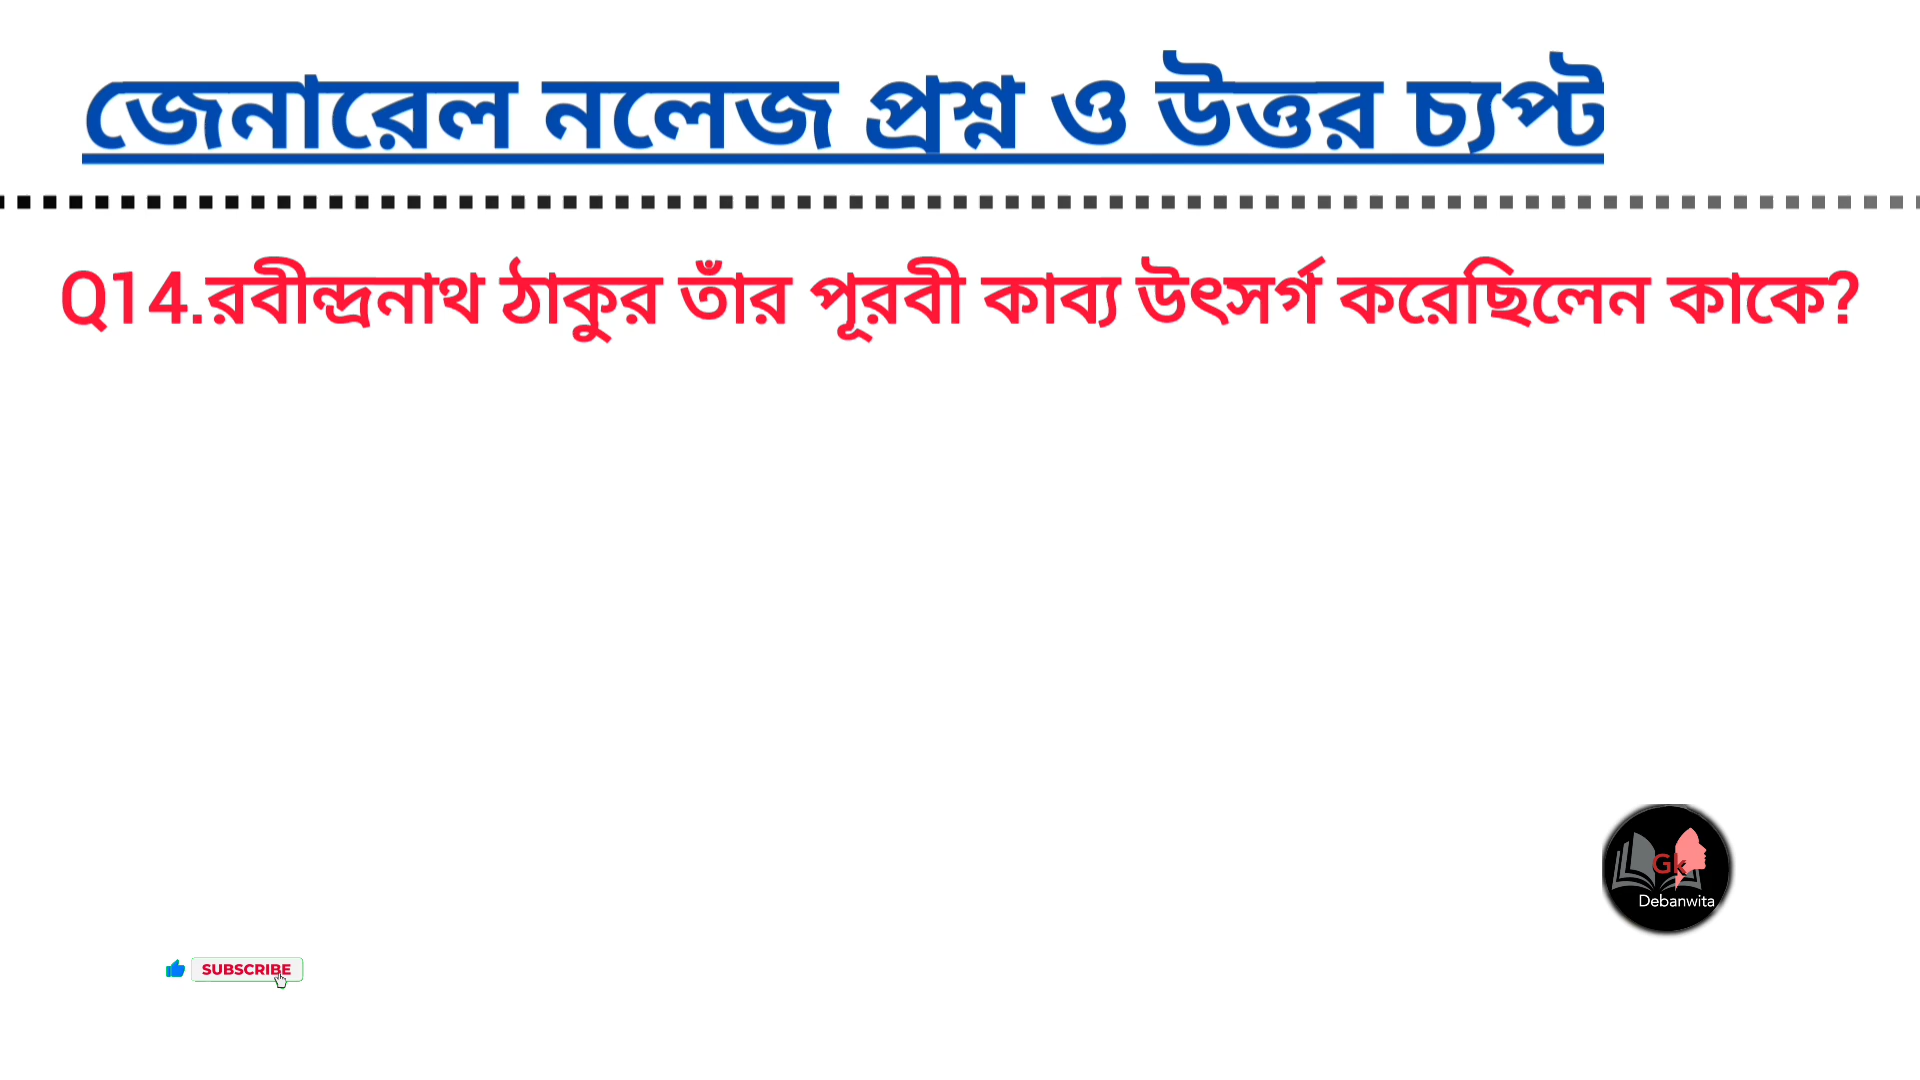 জেনারেল নলেজ প্রশ্ন ও উত্তর চ্যপ্ট
Q14.রবীন্দ্রনাথ ঠাকুর তাঁর পূরবী কাব্য উৎসর্গ করেছিলেন কাকে?
Gk
Debanwita
SUBSCRIBE